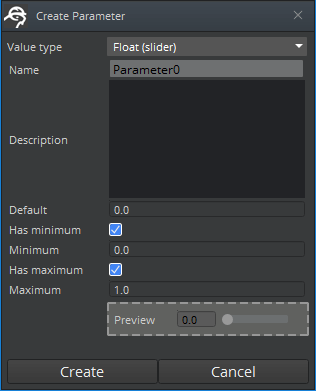 Create Parameter
Value type Float (slider)
Name Parameter0
Description
Default 0.0
Has minimum
Minimum 0.0
Has maximum
Maximum 1.0
Preview 0.0
Create Cancel